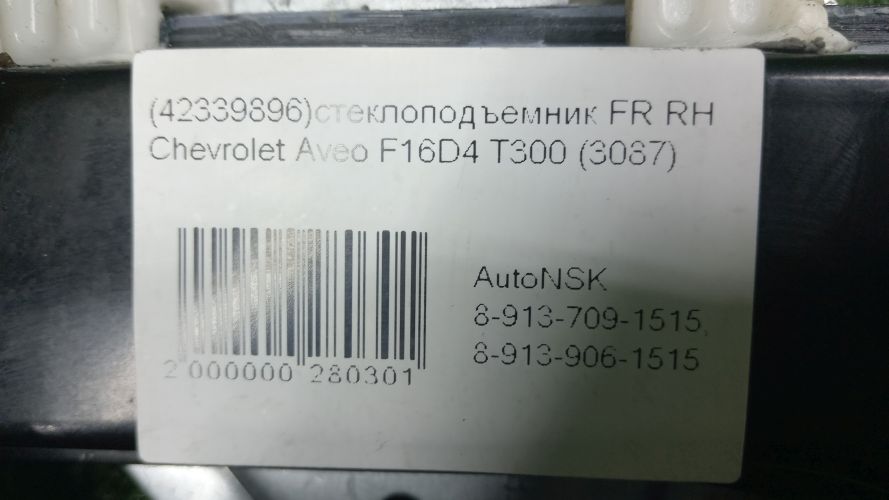 (42339896)стеклоподъемник FR RH
Chevrolet Aveo F16D4 T300 (3087)
AutoNSK
8-913-709-1515,
8-913-906-1515
2 000000 280301